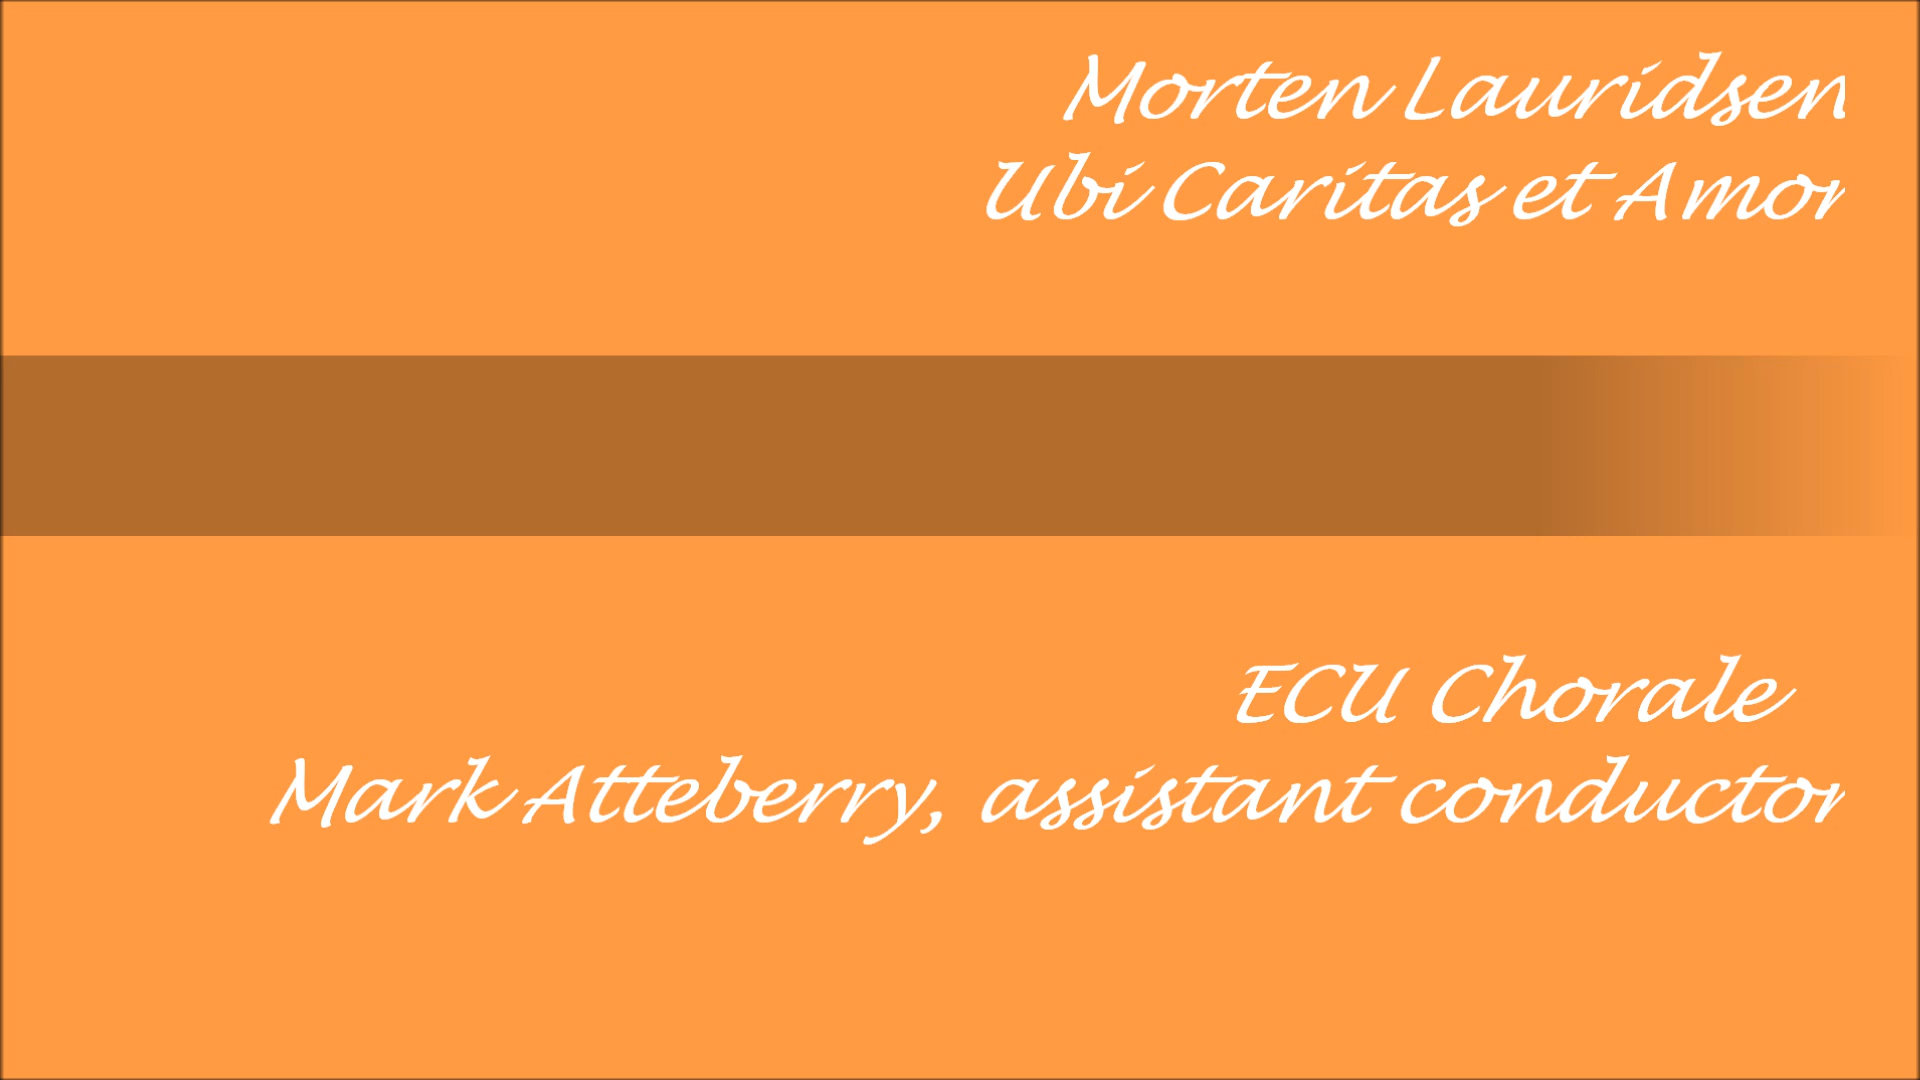 Morten Lauridsen
Ubi Caritas et Amor
ECU Chorale
Mark Atteberry, assistant conductor